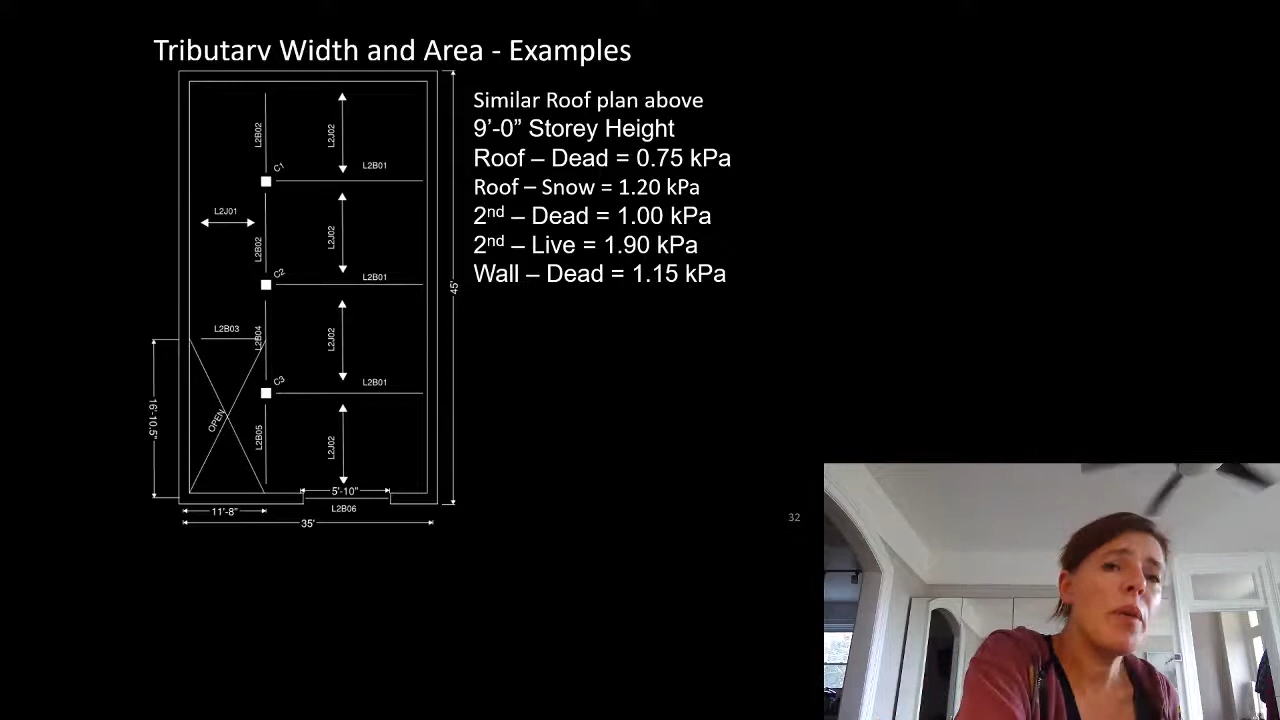 Tributary Width and Area - Examples
Similar Roof plan above
9’-0” Storey Height
Roof – Dead = 0.75 kPa
Roof – Snow = 1.20 kPa
2nd – Dead = 1.00 kPa
2nd – Live = 1.90 kPa
Wall – Dead = 1.15 kPa
L2B02
L2J02
L2B01
C1
L2J01
L2B02
L2J02
L2B01
C2
45'
L2B03
L2B04
L2J02
L2B01
C3
16'-10.5"
OPEN
L2B05
L2J02
5'-10"
L2B06
11'-8"
35'
32